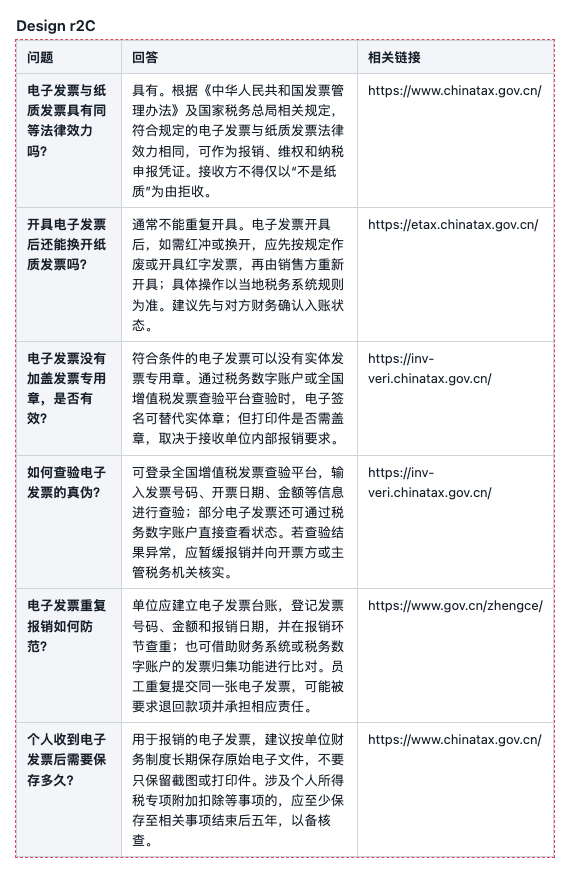 Design r2C
问题
回答
相关链接
电子发票与纸
质发票具有同
等法律效力
吗？
具有。根据《中华人民共和国发票管
理办法》及国家税务总局相关规定，
符合规定的电子发票与纸质发票法律
效力相同，可作为报销、维权和纳税
申报凭证。接收方不得仅以“不是纸
质”为由拒收。
https://www.chinatax.gov.cn/
开具电子发票
后还能换开纸
质发票吗？
通常不能重复开具。电子发票开具
后，如需红冲或换开，应先按规定作
废或开具红字发票，再由销售方重新
开具；具体操作以当地税务系统规则
为准。建议先与对方财务确认入账状
态。
https://etax.chinatax.gov.cn/
电子发票没有
加盖发票专用
章，是否有
效？
符合条件的电子发票可以没有实体发
票专用章。通过税务数字账户或全国
增值税发票查验平台查验时，电子签
名可替代实体章；但打印件是否需盖
章，取决于接收单位内部报销要求。
https://inv-
veri.chinatax.gov.cn/
如何查验电子
发票的真伪？
可登录全国增值税发票查验平台，输
入发票号码、开票日期、金额等信息
进行查验；部分电子发票还可通过税
务数字账户直接查看状态。若查验结
果异常，应暂缓报销并向开票方或主
管税务机关核实。
https://inv-
veri.chinatax.gov.cn/
电子发票重复
报销如何防
范？
单位应建立电子发票台账，登记发票
号码、金额和报销日期，并在报销环
节查重；也可借助财务系统或税务数
字账户的发票归集功能进行比对。员
工重复提交同一张电子发票，可能被
要求退回款项并承担相应责任。
https://www.gov.cn/zhengce/
个人收到电子
发票后需要保
存多久？
用于报销的电子发票，建议按单位财
务制度长期保存原始电子文件，不要
只保留截图或打印件。涉及个人所得
税专项附加扣除等事项的，应至少保
存至相关事项结束后五年，以备核
查。
https://www.chinatax.gov.cn/